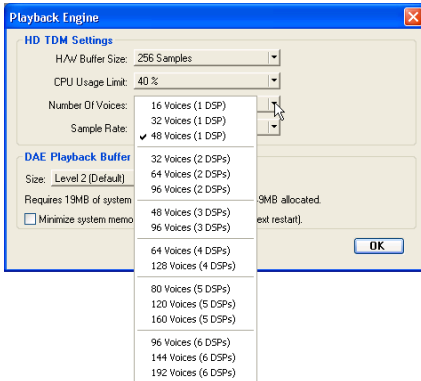 Playback Engine
HD TDM Settings
H/W Buffer Size: 256 Samples
CPU Usage Limit: 40 %
Number Of Voices:
Sample Rate:
16 Voices (1 DSP)
32 Voices (1 DSP)
✓ 48 Voices (1 DSP)
32 Voices (2 DSPs)
64 Voices (2 DSPs)
96 Voices (2 DSPs)
48 Voices (3 DSPs)
96 Voices (3 DSPs)
64 Voices (4 DSPs)
128 Voices (4 DSPs)
80 Voices (5 DSPs)
120 Voices (5 DSPs)
160 Voices (5 DSPs)
96 Voices (6 DSPs)
144 Voices (6 DSPs)
192 Voices (6 DSPs)
DAE Playback Buffer
Size: Level 2 (Default)
Requires 19MB of system 9MB allocated.
Minimize system memo ext restart).
OK